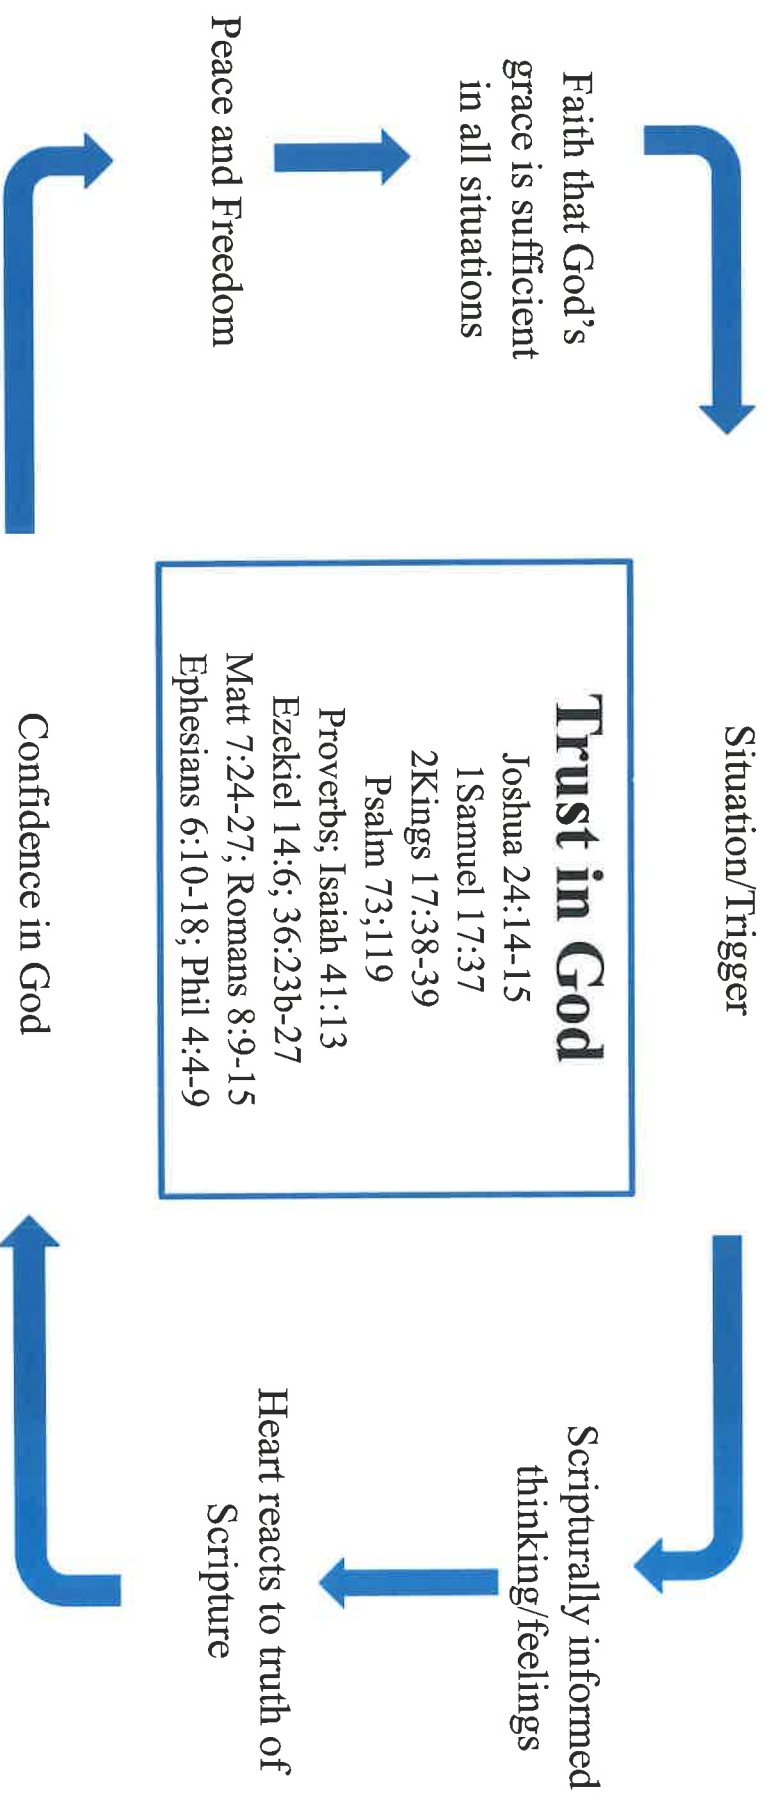 Situation/Trigger
Scripturally informed
thinking/feelings
Heart reacts to truth of
Scripture
Confidence in God
Peace and Freedom
Faith that God's
grace is sufficient
in all situations
Trust in God
Joshua 24:14-15
1Samuel 17:37
2Kings 17:38-39
Psalm 73;119
Proverbs; Isaiah 41:13
Ezekiel 14:6; 36:23b-27
Matt 7:24-27; Romans 8:9-15
Ephesians 6:10-18; Phil 4:4-9